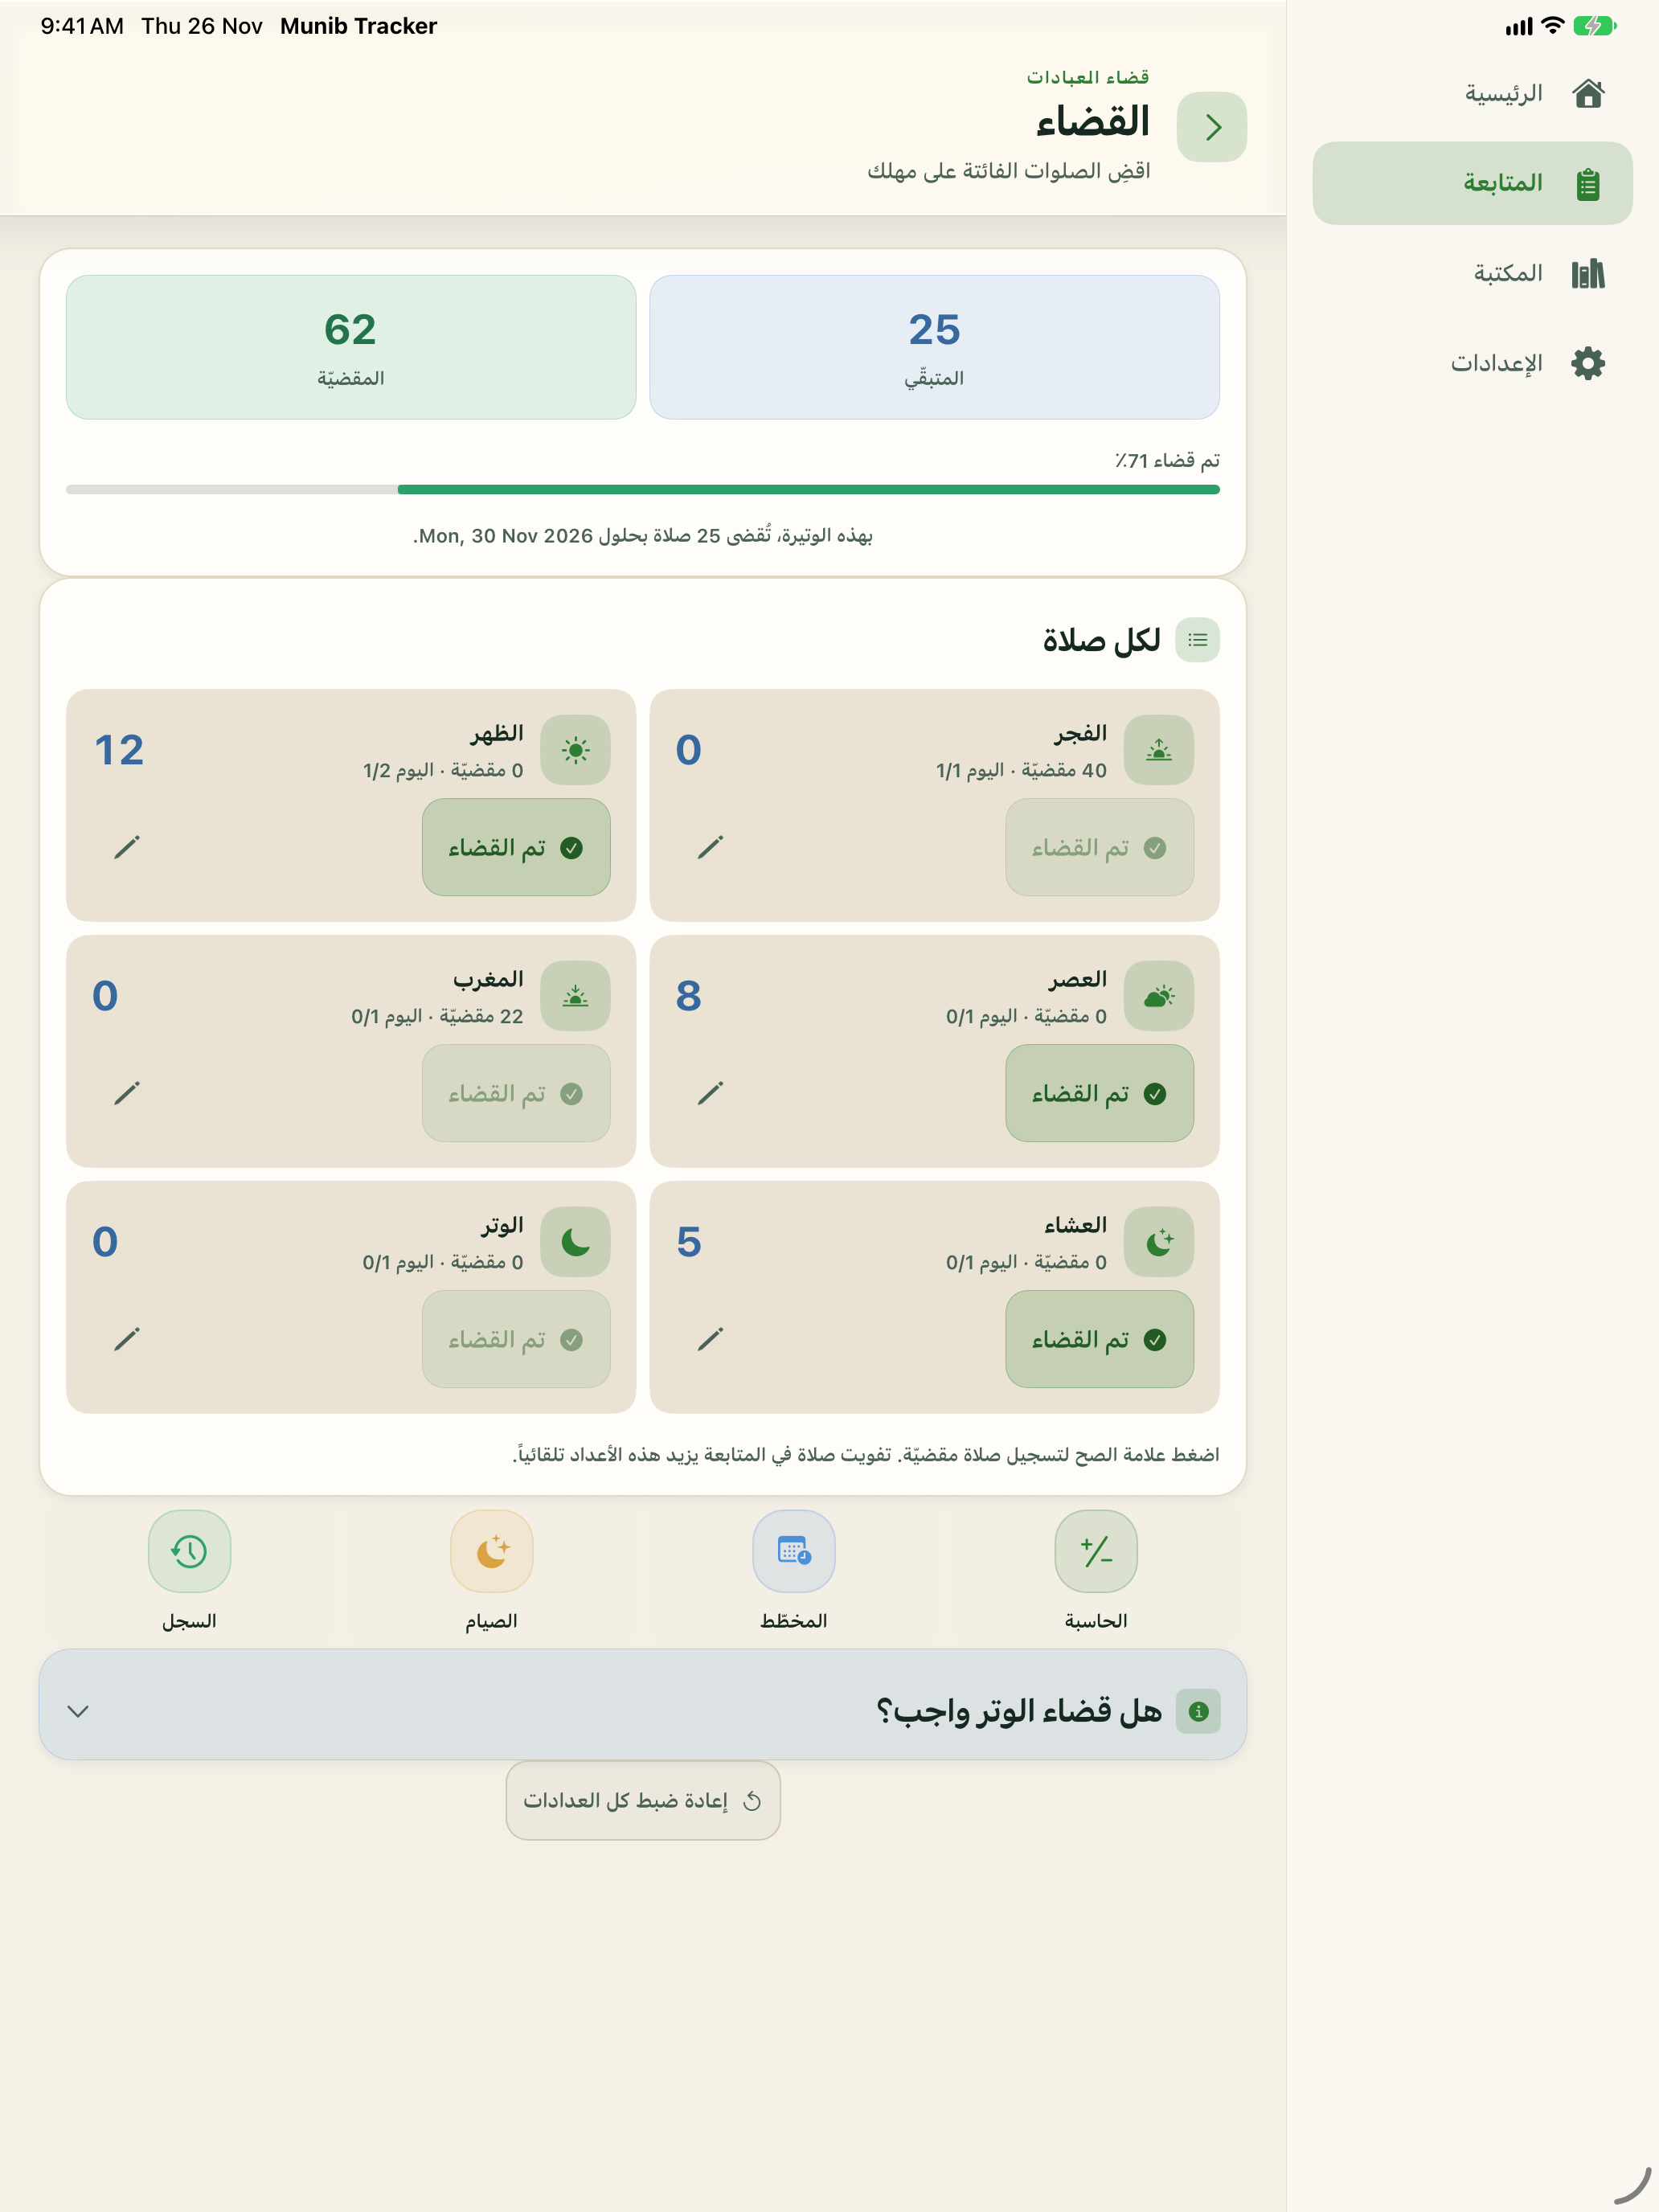 9:41 AM Thu 26 Nov Munib Tracker
الرئيسية
المتابعة
المكتبة
الإعدادات
قضاء العبادات
القضاء
اقضِ الصلوات الفائتة على مهلك
25
المتبقّي
62
المقضيّة
تم قضاء 71٪
بهذه الوتيرة، تُقضى 25 صلاة بحلول Mon, 30 Nov 2026.
لكل صلاة
الفجر
40 مقضيّة · اليوم 1/1
0
تم القضاء
الظهر
0 مقضيّة · اليوم 1/2
12
تم القضاء
العصر
0 مقضيّة · اليوم 0/1
8
تم القضاء
المغرب
22 مقضيّة · اليوم 0/1
0
تم القضاء
العشاء
0 مقضيّة · اليوم 0/1
5
تم القضاء
الوتر
0 مقضيّة · اليوم 0/1
0
تم القضاء
اضغط علامة الصح لتسجيل صلاة مقضيّة. تفويت صلاة في المتابعة يزيد هذه الأعداد تلقائياً.
الحاسبة
المخطّط
الصيام
السجل
هل قضاء الوتر واجب؟
إعادة ضبط كل العدادات